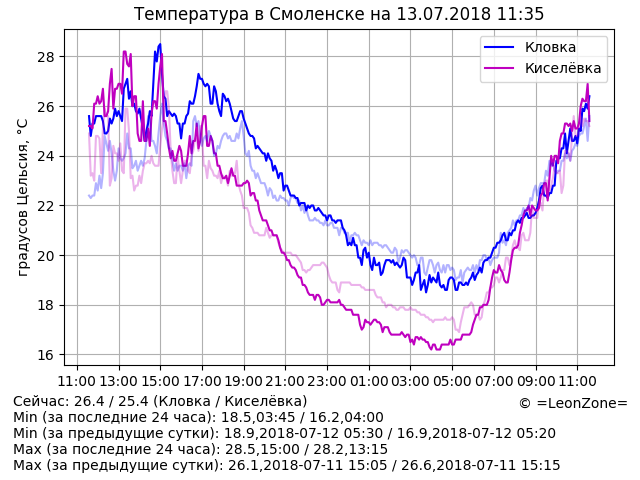 Температура в Смоленске на 13.07.2018 11:35
градусов Цельсия, °C
28
26
24
22
20
18
16
Кловка
Киселёвка
11:00 13:00 15:00 17:00 19:00 21:00 23:00 01:00 03:00 05:00 07:00 09:00 11:00
Сейчас: 26.4 / 25.4 (Кловка / Киселёвка)
© =LeonZone=
Min (за последние 24 часа): 18.5,03:45 / 16.2,04:00
Min (за предыдущие сутки): 18.9,2018-07-12 05:30 / 16.9,2018-07-12 05:20
Max (за последние 24 часа): 28.5,15:00 / 28.2,13:15
Max (за предыдущие сутки): 26.1,2018-07-11 15:05 / 26.6,2018-07-11 15:15